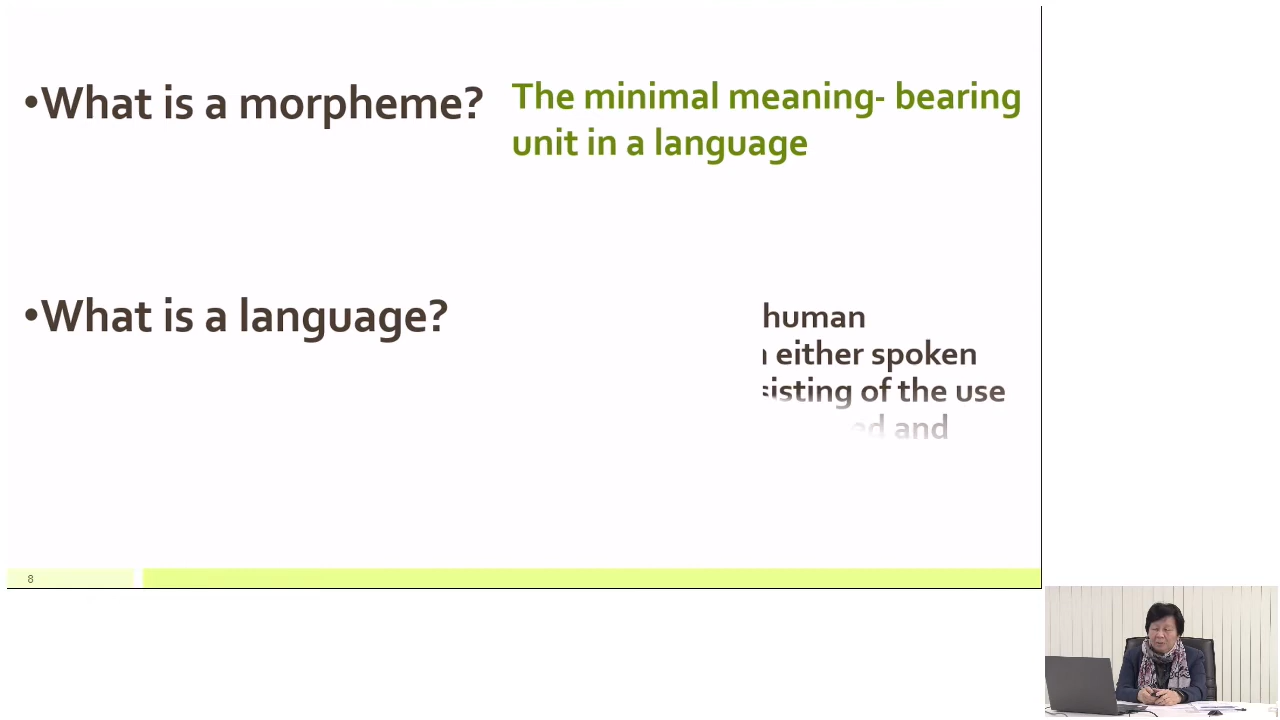 •What is a morpheme?
The minimal meaning- bearing
unit in a language
•What is a language?
human
either spoken
of the use
and
8